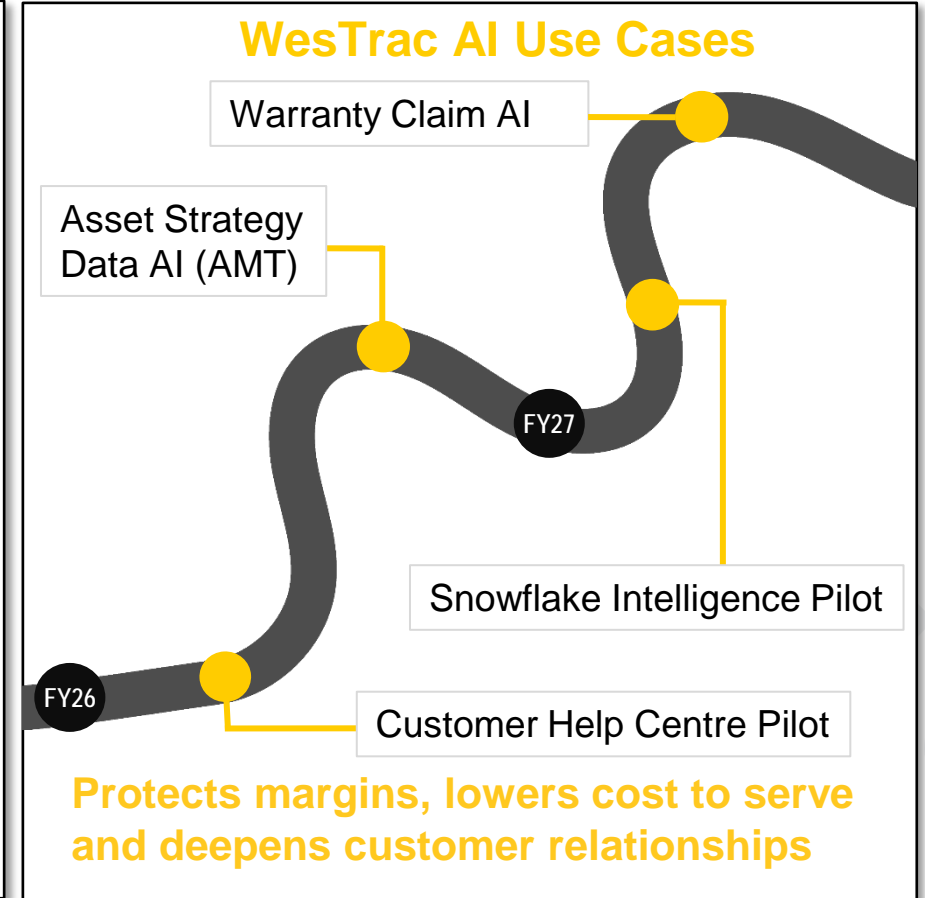 WesTrac AI Use Cases
Warranty Claim AI
Asset Strategy
Data AI (AMT)
FY27
Snowflake Intelligence Pilot
FY26
Customer Help Centre Pilot
Protects margins, lowers cost to serve
and deepens customer relationships